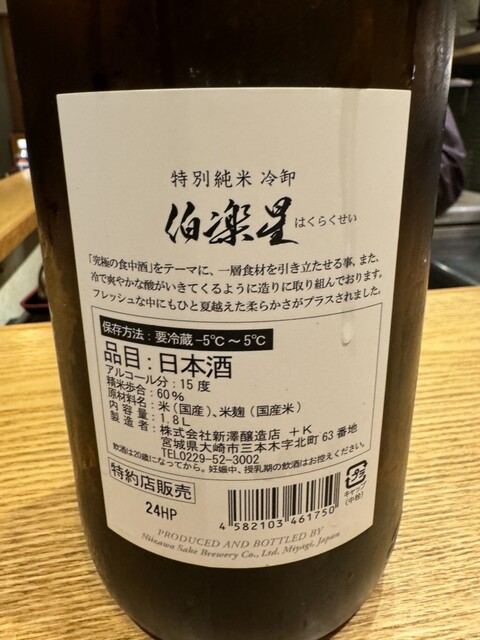 特別純米 冷卸
伯楽星 はくらくせい
「究極の食中酒」をテーマに、一層食材を引き立たせる事、また、
冷で爽やかな酸がいきてくるように造りに取り組んでおります。
フレッシュな中にもひと夏越えた柔らかさがプラスされました。
保存方法：要冷蔵 -5℃～5℃
品目：日本酒
アルコール分：15度
精米歩合：60%
原材料名：米（国産）、米麹（国産米）
内容量：1.8L
製造者：株式会社新澤醸造店 +K
宮城県大崎市三本木字北町63番地
TEL0229-52-3002
飲酒は20歳になってから。妊娠中、授乳期の飲酒はお控えください。
特約店販売
24HP
4 582103 461750
プラ
キャップ
(中栓)
PRODUCED AND BOTTLED BY
Niizawa Sake Brewery Co., Ltd. Miyagi, Japan